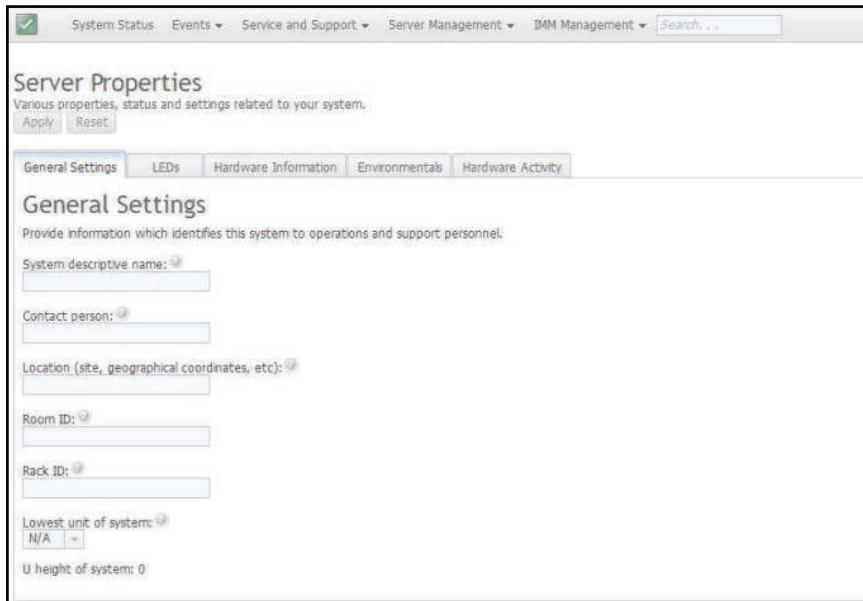 System Status Events Service and Support Server Management IMM Management Search...
Server Properties
Various properties, status and settings related to your system.
Apply Reset
General Settings LEDs Hardware Information Environmentals Hardware Activity
General Settings
Provide information which identifies this system to operations and support personnel.
System descriptive name:
Contact person:
Location (site, geographical coordinates, etc):
Room ID:
Rack ID:
Lowest unit of system:
N/A
U height of system: 0